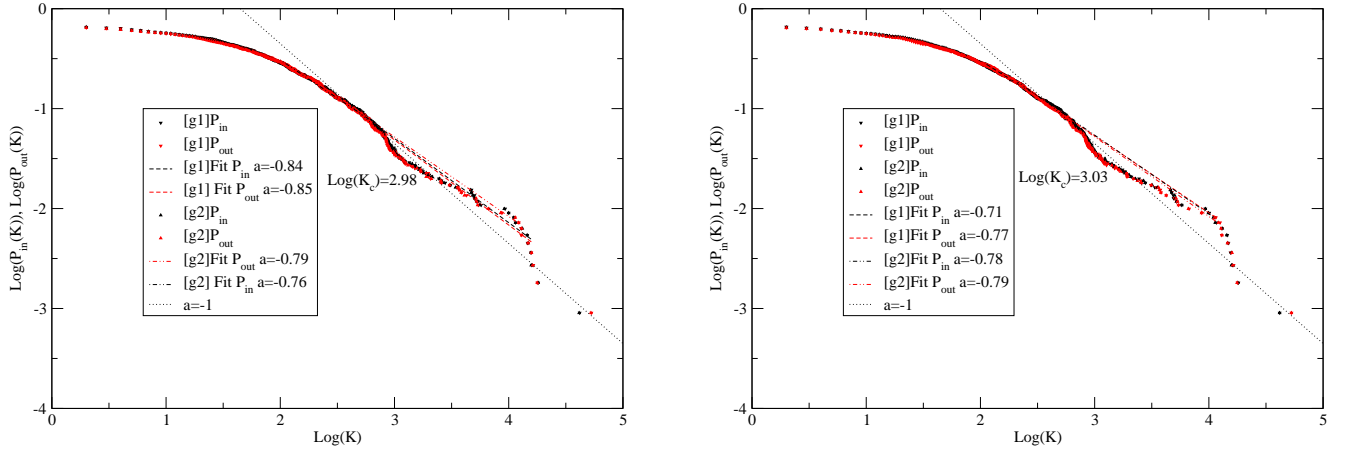 0
-1
-2
-3
-4
Log(P_in(K)), Log(P_out(K))
[g1]P_in
[g1]P_out
[g1]Fit P_in a=-0.84
[g1] Fit P_out a=-0.85
[g2]P_in
[g2]P_out
[g2]Fit P_out a=-0.79
[g2] Fit P_in a=-0.76
a=-1
Log(K_c)=2.98
0 1 2 3 4 5
Log(K)
0
-1
-2
-3
-4
Log(P_in(K)), Log(P_out(K))
[g1]P_in
[g1]P_out
[g2]P_in
[g2]P_out
[g1]Fit P_in a=-0.71
[g1]Fit P_out a=-0.77
[g2]Fit P_in a=-0.78
[g2]Fit P_out a=-0.79
a=-1
Log(K_c)=3.03
0 1 2 3 4 5
Log(K)